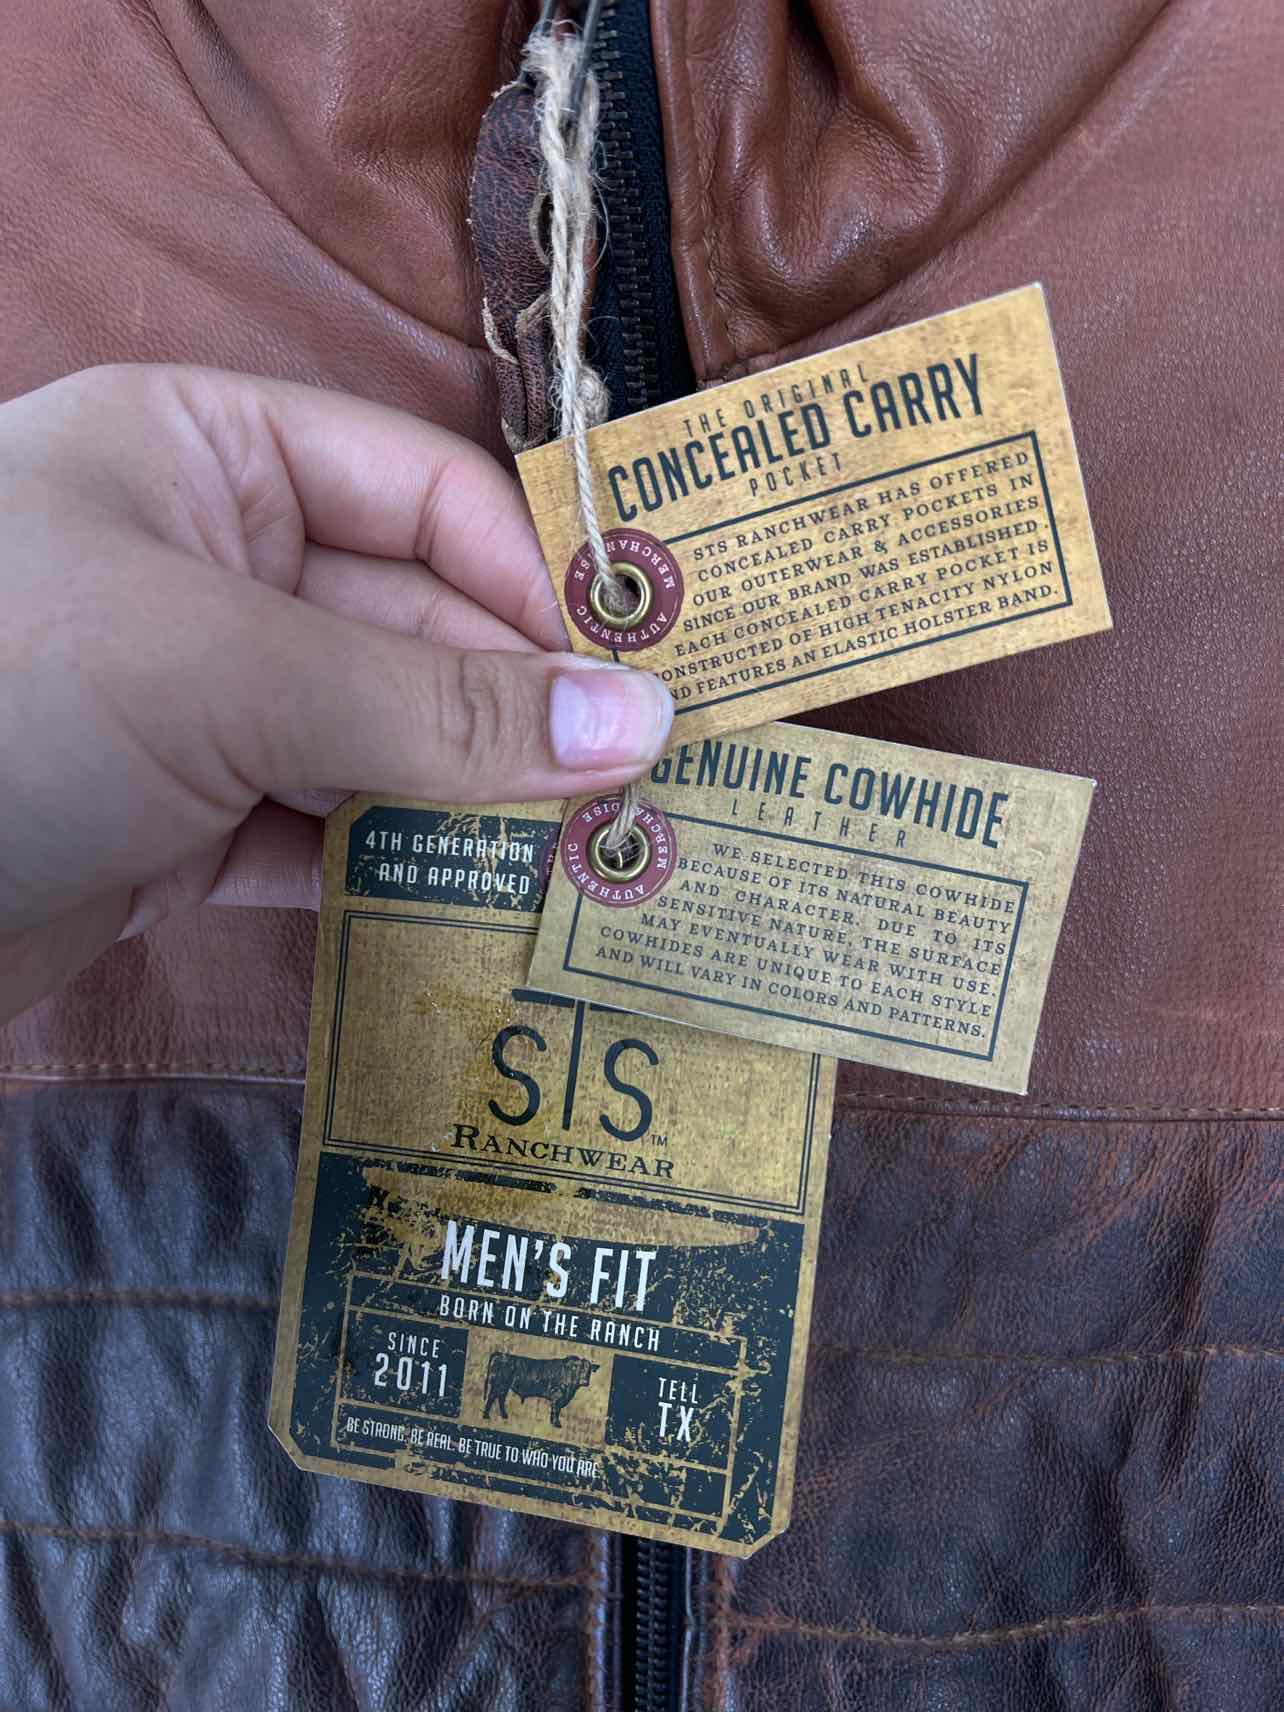 THE ORIGINAL
CONCEALED CARRY
POCKET
STS RANCHWEAR HAS OFFERED
CONCEALED CARRY POCKETS IN
OUR OUTERWEAR & ACCESSORIES
SINCE OUR BRAND WAS ESTABLISHED.
EACH CONCEALED CARRY POCKET IS
ONSTRUCTED OF HIGH TENACITY NYLON
ND FEATURES AN ELASTIC HOLSTER BAND.
AUTHENTIC MERCHAN SE
GENUINE COWHIDE
LEATHER
WE SELECTED THIS COWHIDE
BECAUSE OF ITS NATURAL BEAUTY
AND CHARACTER. DUE TO ITS
SENSITIVE NATURE, THE SURFACE
MAY EVENTUALLY WEAR WITH USE.
COWHIDES ARE UNIQUE TO EACH STYLE
AND WILL VARY IN COLORS AND PATTERNS.
AUTHENTIC MERCHANDISE
4TH GENERATION
AND APPROVED
STS
RANCHWEAR™
MEN'S FIT
BORN ON THE RANCH
SINCE
2011
TELL
TX
BE STRONG. BE REAL. BE TRUE TO WHO YOU ARE.